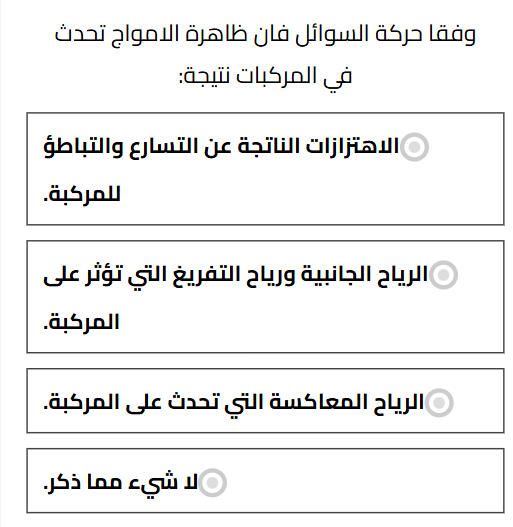 وفقا حركة السوائل فان ظاهرة الامواج تحدث
في المركبات نتيجة:
الاهتزازات الناتجة عن التسارع والتباطؤ
للمركبة.
الرياح الجانبية ورياح التفريغ التي تؤثر على
المركبة.
الرياح المعاكسة التي تحدث على المركبة.
لا شيء مما ذكر.